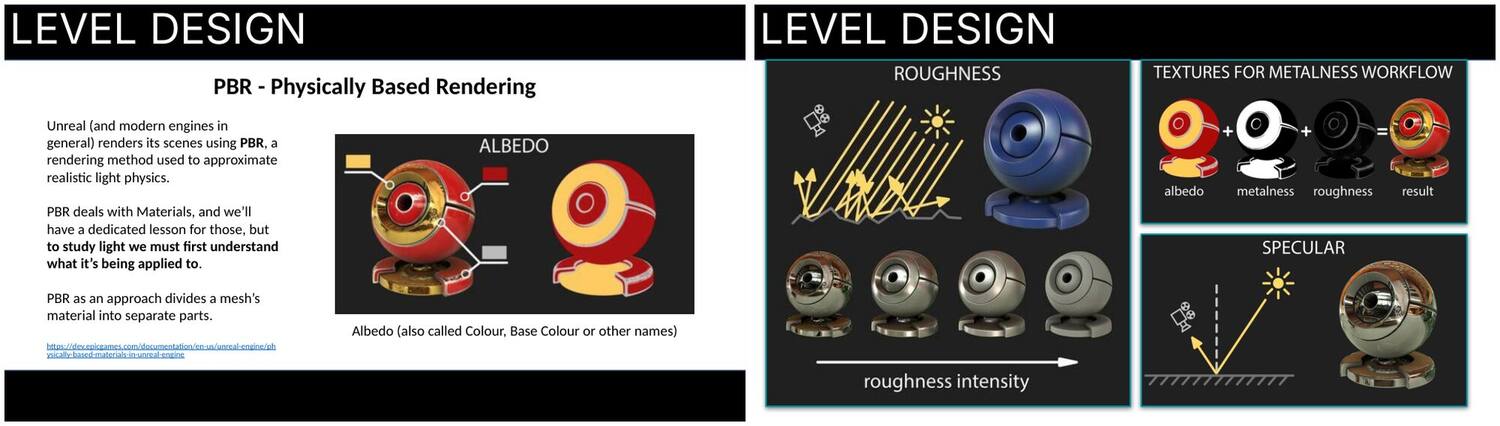 LEVEL DESIGN
PBR - Physically Based Rendering
Unreal (and modern engines in
general) renders its scenes using PBR, a
rendering method used to approximate
realistic light physics.
PBR deals with Materials, and we'll
have a dedicated lesson for those, but
to study light we must first understand
what it's being applied to.
PBR as an approach divides a mesh's
material into separate parts.
https://dev.epicgames.com/documentation/en-us/unreal-engine/ph
ysically-based-materials-in-unreal-engine
ALBEDO
Albedo (also called Colour, Base Colour or other names)
LEVEL DESIGN
ROUGHNESS
roughness intensity
TEXTURES FOR METALNESS WORKFLOW
+ + =
albedo metalness roughness result
SPECULAR